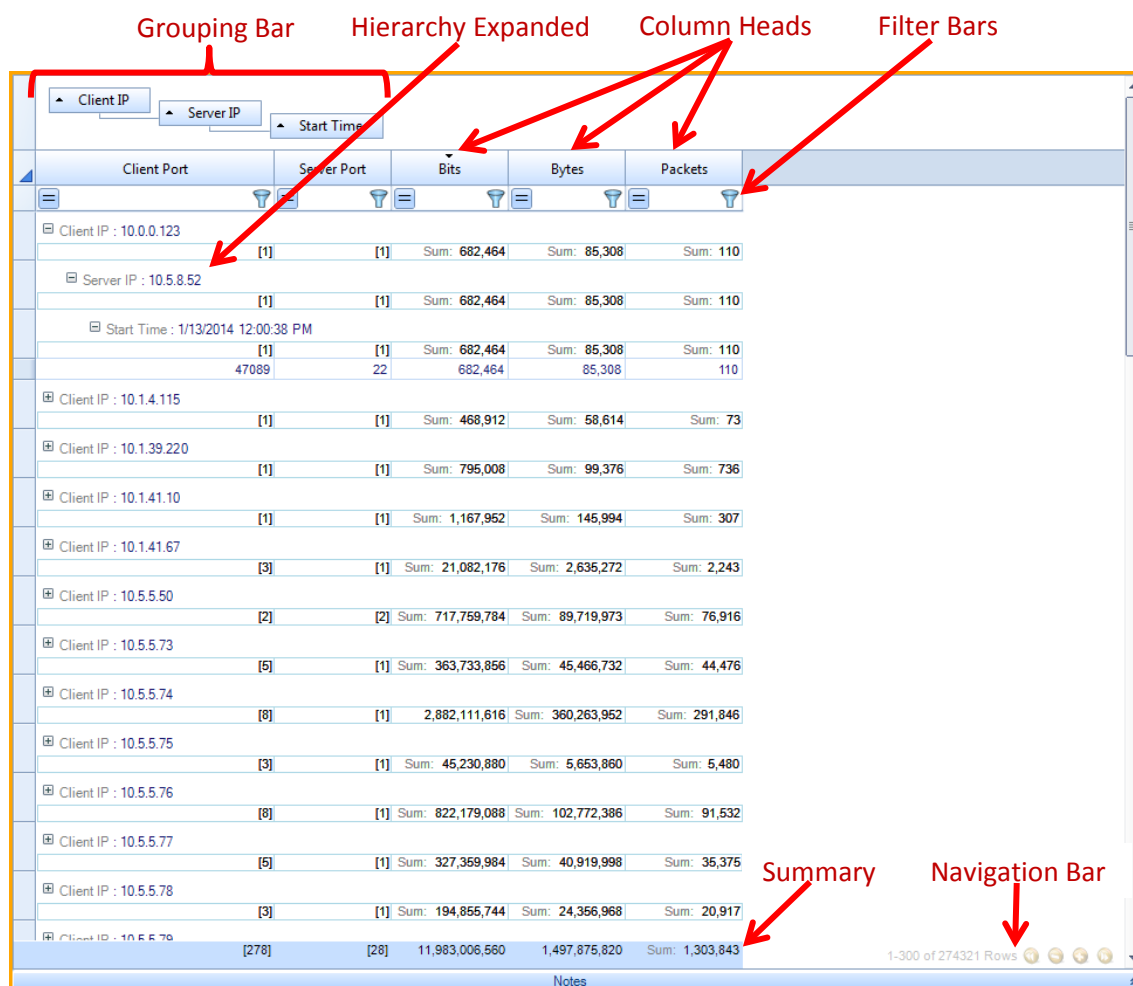 Grouping Bar Hierarchy Expanded Column Heads Filter Bars
Client IP
Server IP
Start Time
Client Port Server Port Bits Bytes Packets
Client IP : 10.0.0.123
[1] [1] Sum: 682,464 Sum: 85,308 Sum: 110
Server IP : 10.5.8.52
[1] [1] Sum: 682,464 Sum: 85,308 Sum: 110
Start Time : 1/13/2014 12:00:38 PM
[1] [1] Sum: 682,464 Sum: 85,308 Sum: 110
47089 22 682,464 85,308 110
Client IP : 10.1.4.115
[1] [1] Sum: 468,912 Sum: 58,614 Sum: 73
Client IP : 10.1.39.220
[1] [1] Sum: 795,008 Sum: 99,376 Sum: 736
Client IP : 10.1.41.10
[1] [1] Sum: 1,167,952 Sum: 145,994 Sum: 307
Client IP : 10.1.41.67
[3] [1] Sum: 21,082,176 Sum: 2,635,272 Sum: 2,243
Client IP : 10.5.5.50
[2] [2] Sum: 717,759,784 Sum: 89,719,973 Sum: 76,916
Client IP : 10.5.5.73
[5] [1] Sum: 363,733,856 Sum: 45,466,732 Sum: 44,476
Client IP : 10.5.5.74
[8] [1] 2,882,111,616 Sum: 360,263,952 Sum: 291,846
Client IP : 10.5.5.75
[3] [1] Sum: 45,230,880 Sum: 5,653,860 Sum: 5,480
Client IP : 10.5.5.76
[8] [1] Sum: 822,179,088 Sum: 102,772,386 Sum: 91,532
Client IP : 10.5.5.77
[5] [1] Sum: 327,359,984 Sum: 40,919,998 Sum: 35,375
Summary Navigation Bar
Client IP : 10.5.5.78
[3] [1] Sum: 194,855,744 Sum: 24,356,968 Sum: 20,917
Client IP : 10.5.5.79
[278] [28] 11,983,006,560 1,497,875,820 Sum: 1,303,843 1-300 of 274321 Rows
Notes